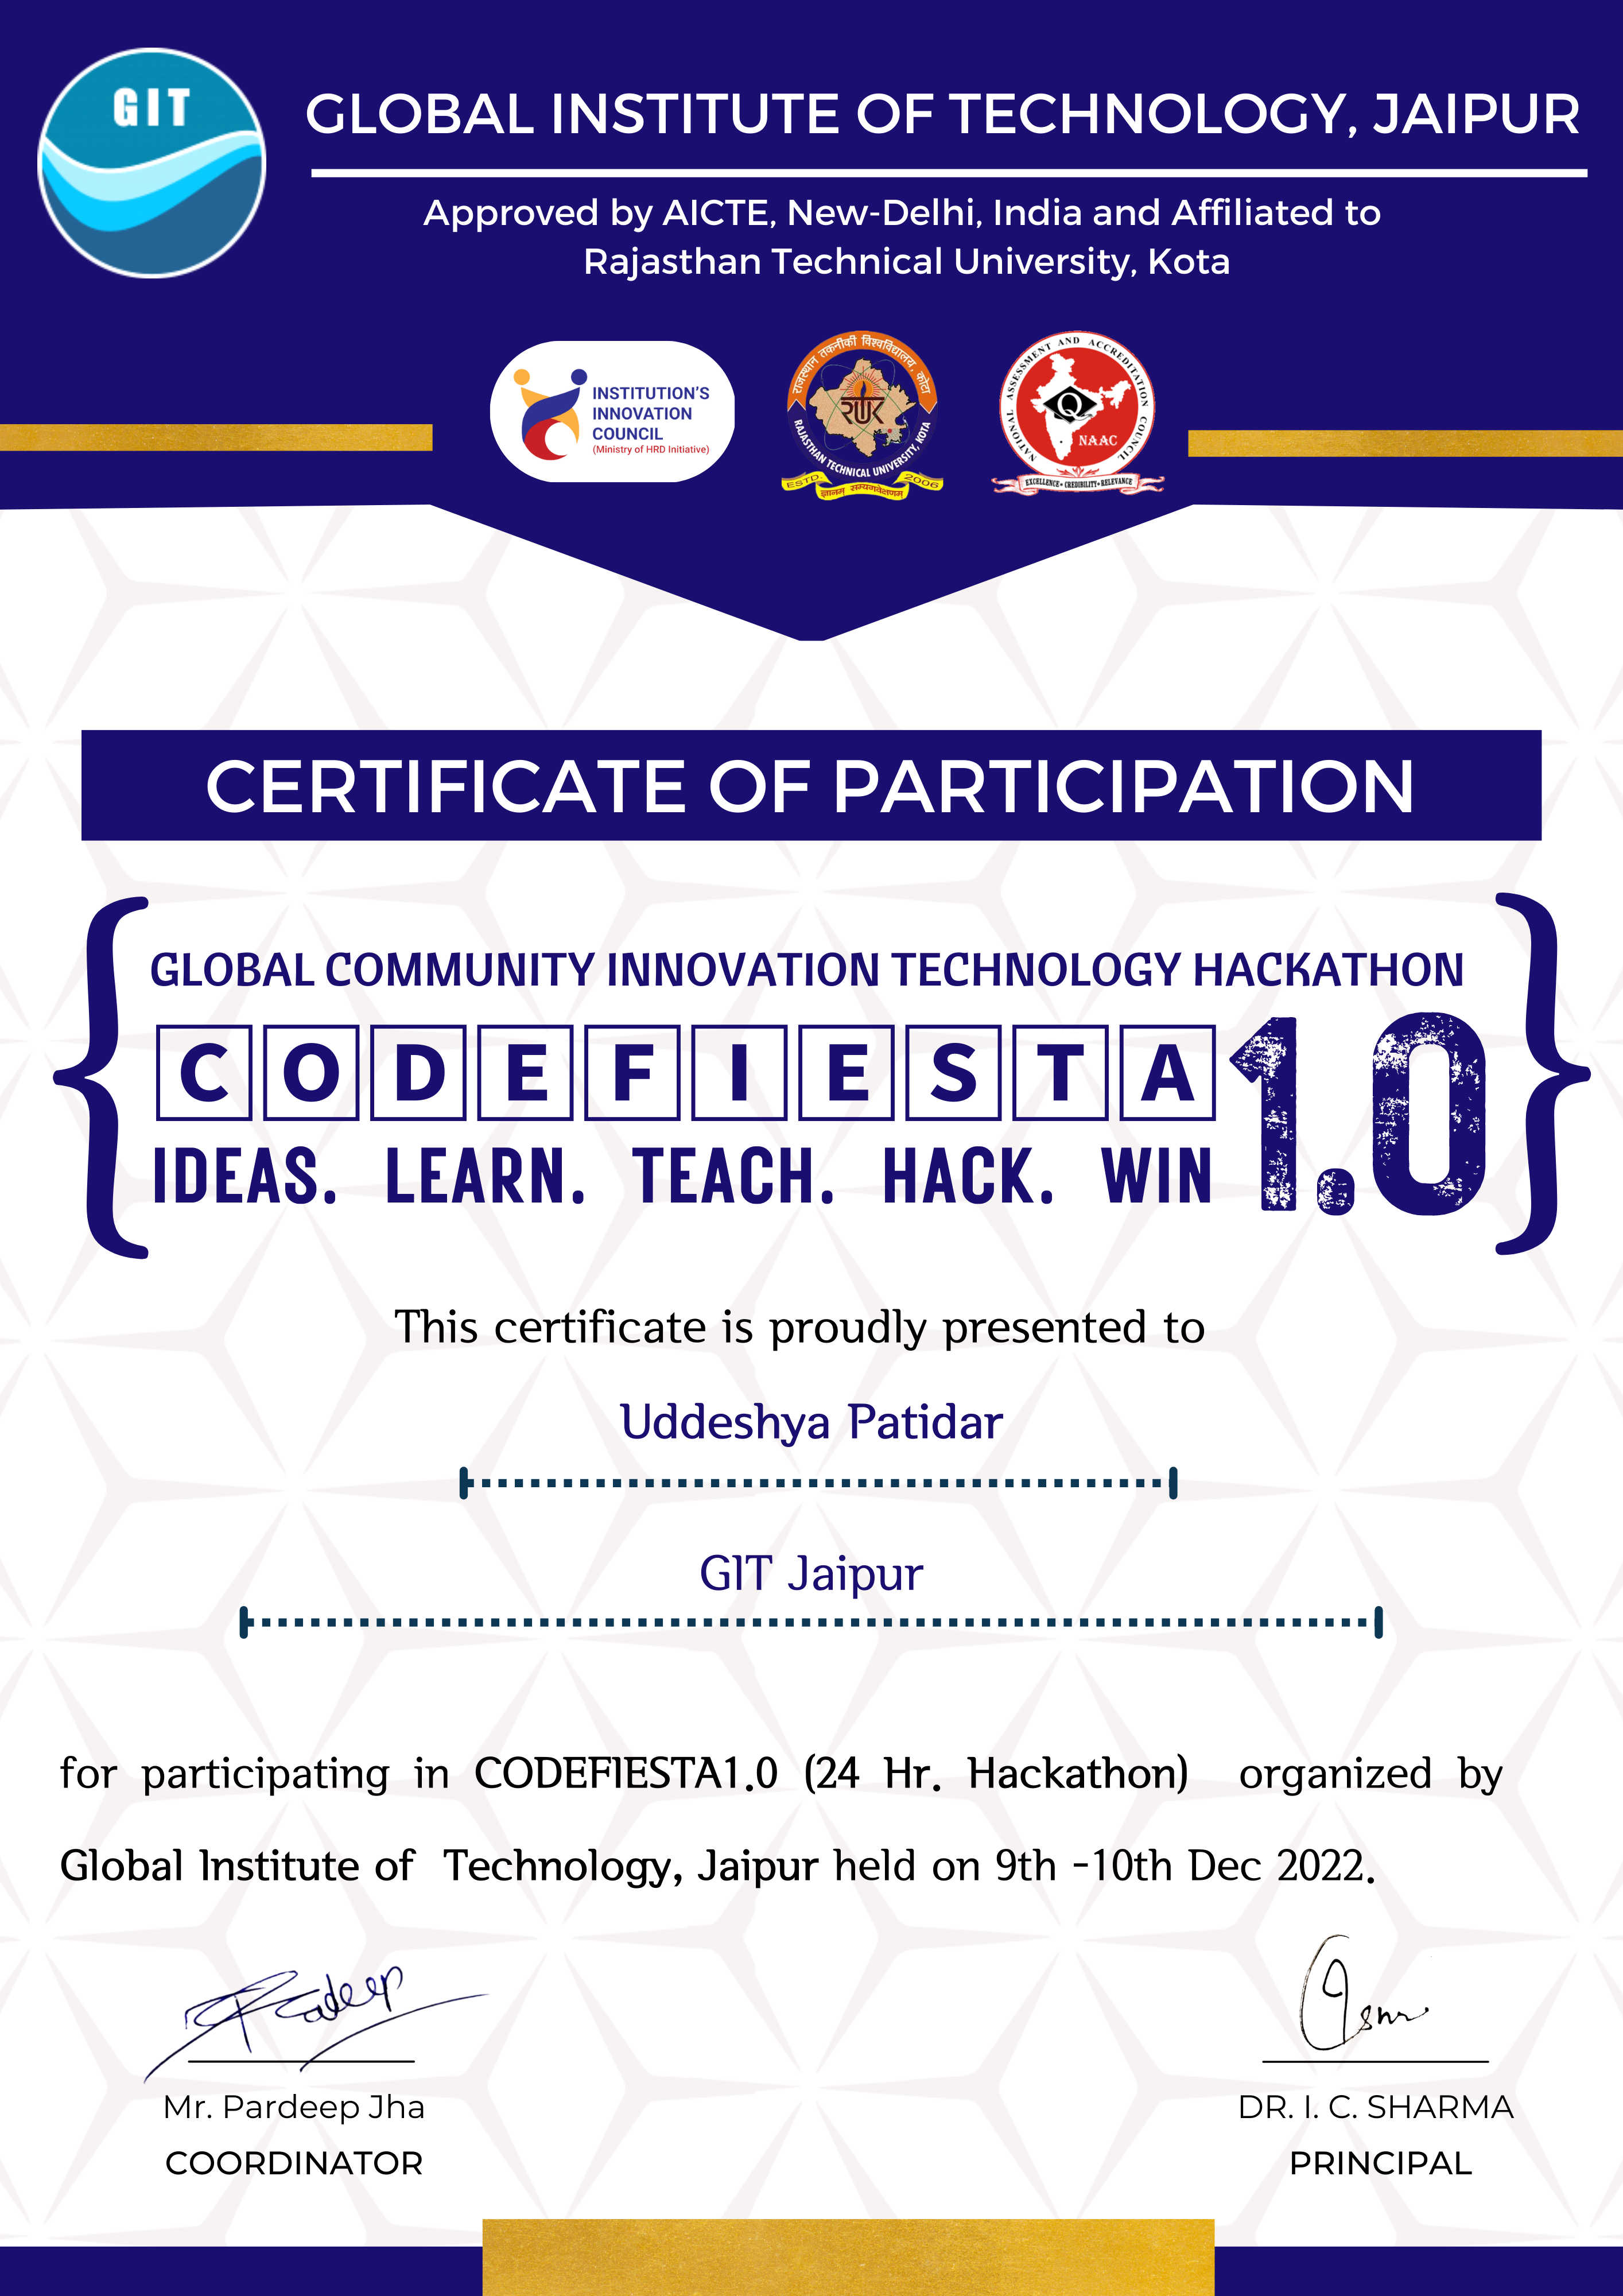 GIT
GLOBAL INSTITUTE OF TECHNOLOGY, JAIPUR
Approved by AICTE, New-Delhi, India and Affiliated to
Rajasthan Technical University, Kota
INSTITUTION'S
INNOVATION
COUNCIL
(Ministry of HRD Initiative)
राजस्थान तकनीकी विश्वविद्यालय, कोटा
RAJASTHAN TECHNICAL UNIVERSITY, KOTA
ESTD. 2006
NATIONAL ASSESSMENT AND ACCREDITATION COUNCIL
Q
NAAC
EXCELLENCE • CREDIBILITY • RELEVANCE
CERTIFICATE OF PARTICIPATION
GLOBAL COMMUNITY INNOVATION TECHNOLOGY HACKATHON
CODEFIESTA 1.0
IDEAS. LEARN. TEACH. HACK. WIN
This certificate is proudly presented to
Uddeshya Patidar
GIT Jaipur
for participating in CODEFIESTA1.0 (24 Hr. Hackathon) organized by
Global Institute of Technology, Jaipur held on 9th -10th Dec 2022.
Pradeep
Mr. Pardeep Jha
COORDINATOR
DR. I. C. SHARMA
PRINCIPAL